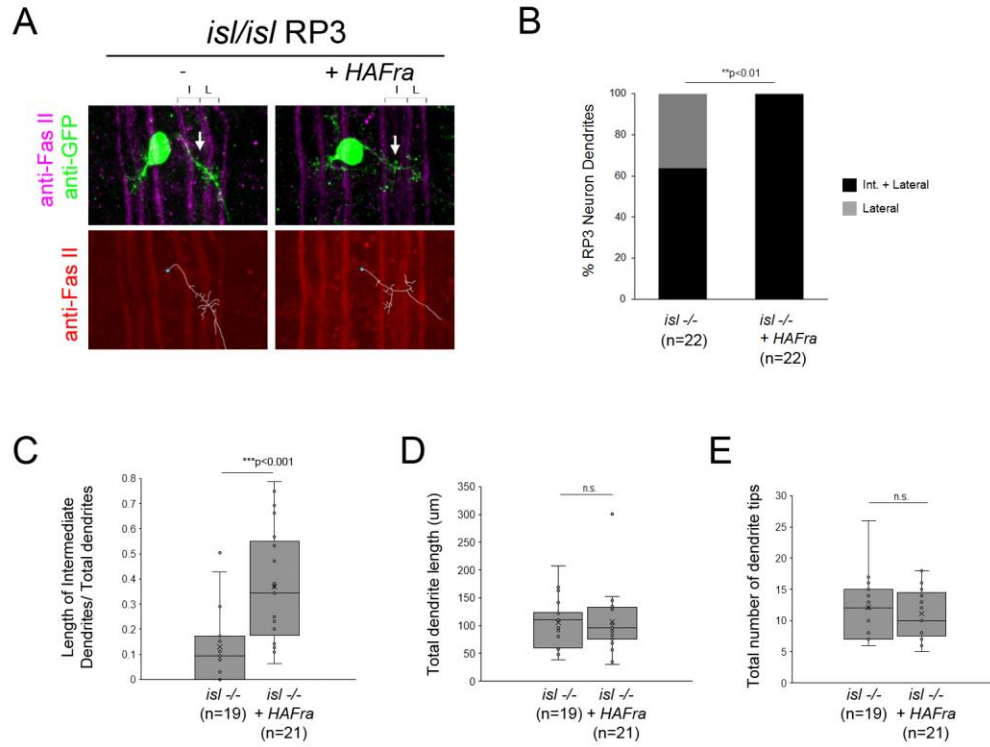 A
isl/isl RP3
-
+ HAFra
I L
I L
anti-Fas II
anti-GFP
anti-Fas II
B
**p<0.01
% RP3 Neuron Dendrites
100
80
60
40
20
0
Int. + Lateral
Lateral
isl -/-
(n=22)
isl -/-
+ HAFra
(n=22)
C
***p<0.001
Length of Intermediate
Dendrites/ Total dendrites
0.8
0.7
0.6
0.5
0.4
0.3
0.2
0.1
0
isl -/-
(n=19)
isl -/-
+ HAFra
(n=21)
D
n.s.
Total dendrite length (um)
350
300
250
200
150
100
50
0
isl -/-
(n=19)
isl -/-
+ HAFra
(n=21)
E
n.s.
Total number of dendrite tips
30
25
20
15
10
5
0
isl -/-
(n=19)
isl -/-
+ HAFra
(n=21)